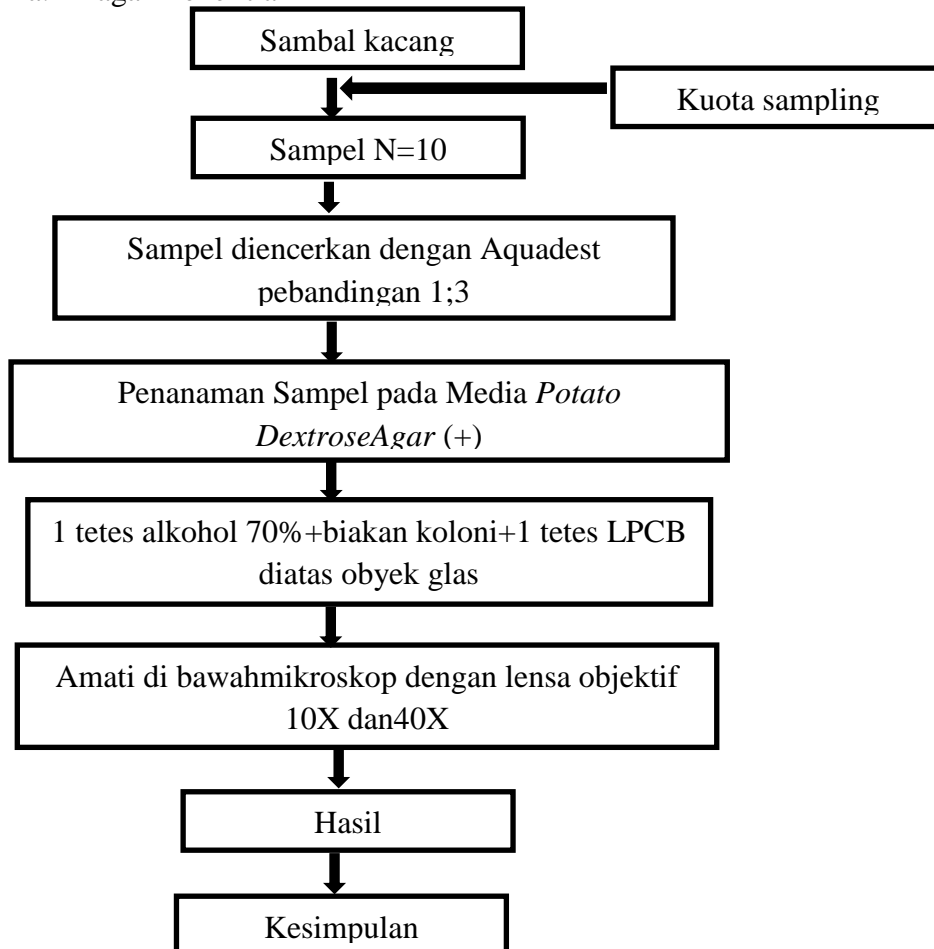 Sambal kacang
Kuota sampling
Sampel N=10
Sampel diencerkan dengan Aquadest
pebandingan 1;3
Penanaman Sampel pada Media Potato
DextroseAgar (+)
1 tetes alkohol 70%+biakan koloni+1 tetes LPCB
diatas obyek glas
Amati di bawahmikroskop dengan lensa objektif
10X dan40X
Hasil
Kesimpulan